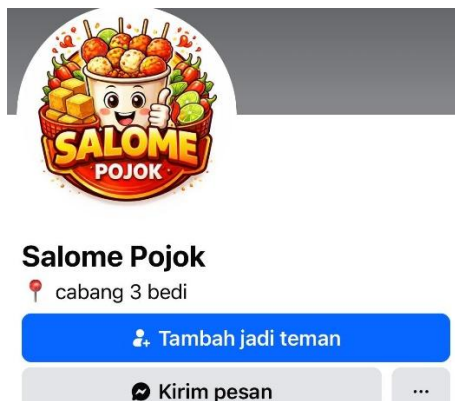 SALOME
POJOK
Salome Pojok
📍 cabang 3 bedi
Tambah jadi teman
Kirim pesan
...